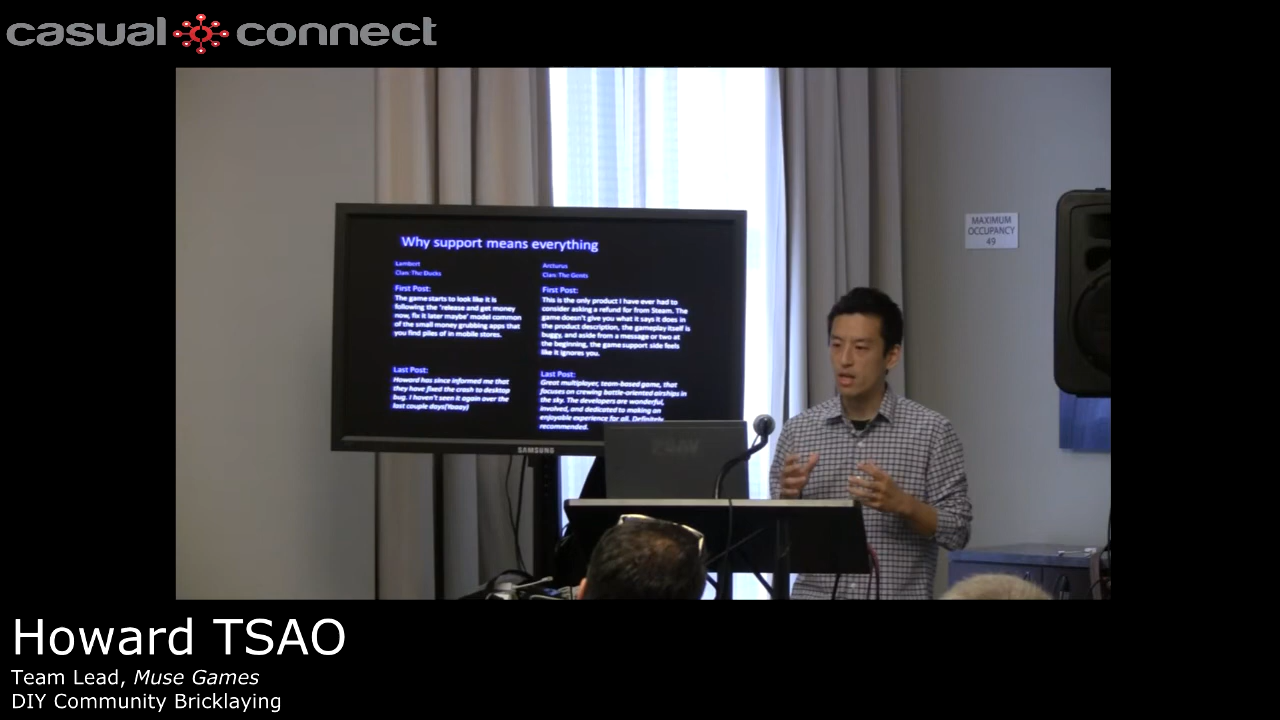 casual connect
MAXIMUM
OCCUPANCY
49
Why support means everything
Lambert
Clan: The Ducks
First Post:
The game starts to look like it is
following the 'release and get money
now, fix it later maybe' model common
of the small money grubbing apps that
you find piles of in mobile stores.
Last Post:
Howard has since informed me that
they have fixed the crash to desktop
bug. I haven't seen it again over the
last couple days(Yaaay)
Arcturus
Clan: The Gents
First Post:
This is the only product I have ever had to
consider asking a refund for from Steam. The
game doesn't give you what it says it does in
the product description, the gameplay itself is
buggy, and aside from a message or two at
the beginning, the game support side feels
like it ignores you.
Last Post:
Great multiplayer, team-based game, that
focuses on crewing battle-oriented airships in
the sky. The developers are wonderful,
involved, and dedicated to making an
enjoyable experience for all. Definitely
recommended.
SAMSUNG
Howard TSAO
Team Lead, Muse Games
DIY Community Bricklaying